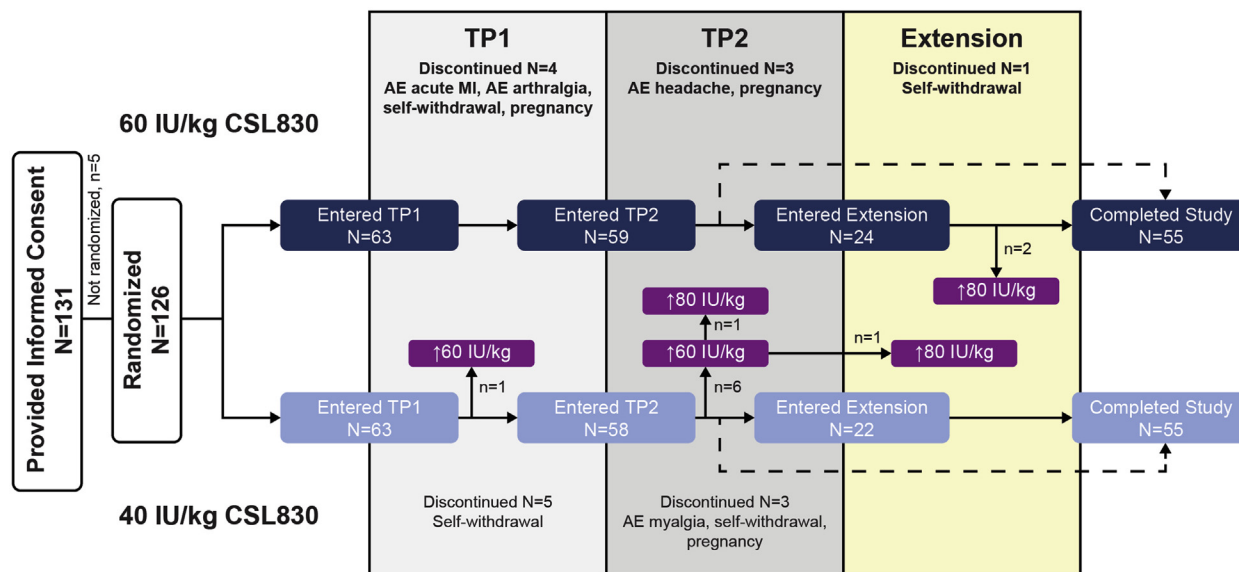 TP1
Discontinued N=4
AE acute MI, AE arthralgia,
self-withdrawal, pregnancy
TP2
Discontinued N=3
AE headache, pregnancy
Extension
Discontinued N=1
Self-withdrawal
60 IU/kg CSL830
Provided Informed Consent
N=131
Not randomized, n=5
Randomized
N=126
Entered TP1
N=63
Entered TP2
N=59
Entered Extension
N=24
n=2
Completed Study
N=55
↑80 IU/kg
↑80 IU/kg
n=1
↑60 IU/kg
n=1
↑60 IU/kg
n=6
n=1
↑80 IU/kg
Entered TP1
N=63
Entered TP2
N=58
Entered Extension
N=22
Completed Study
N=55
40 IU/kg CSL830
Discontinued N=5
Self-withdrawal
Discontinued N=3
AE myalgia, self-withdrawal,
pregnancy